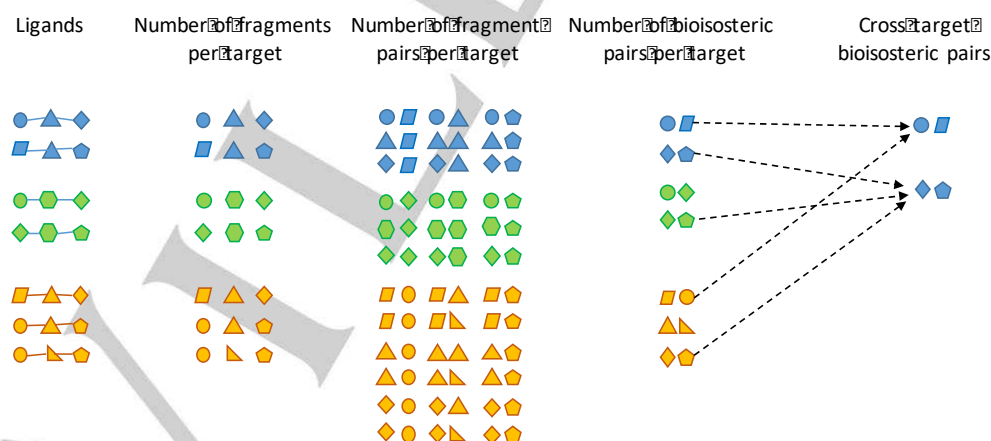 Ligands
Number of fragments
per target
Number of fragment
pairs per target
Number of bioisosteric
pairs per target
Cross target
bioisosteric pairs